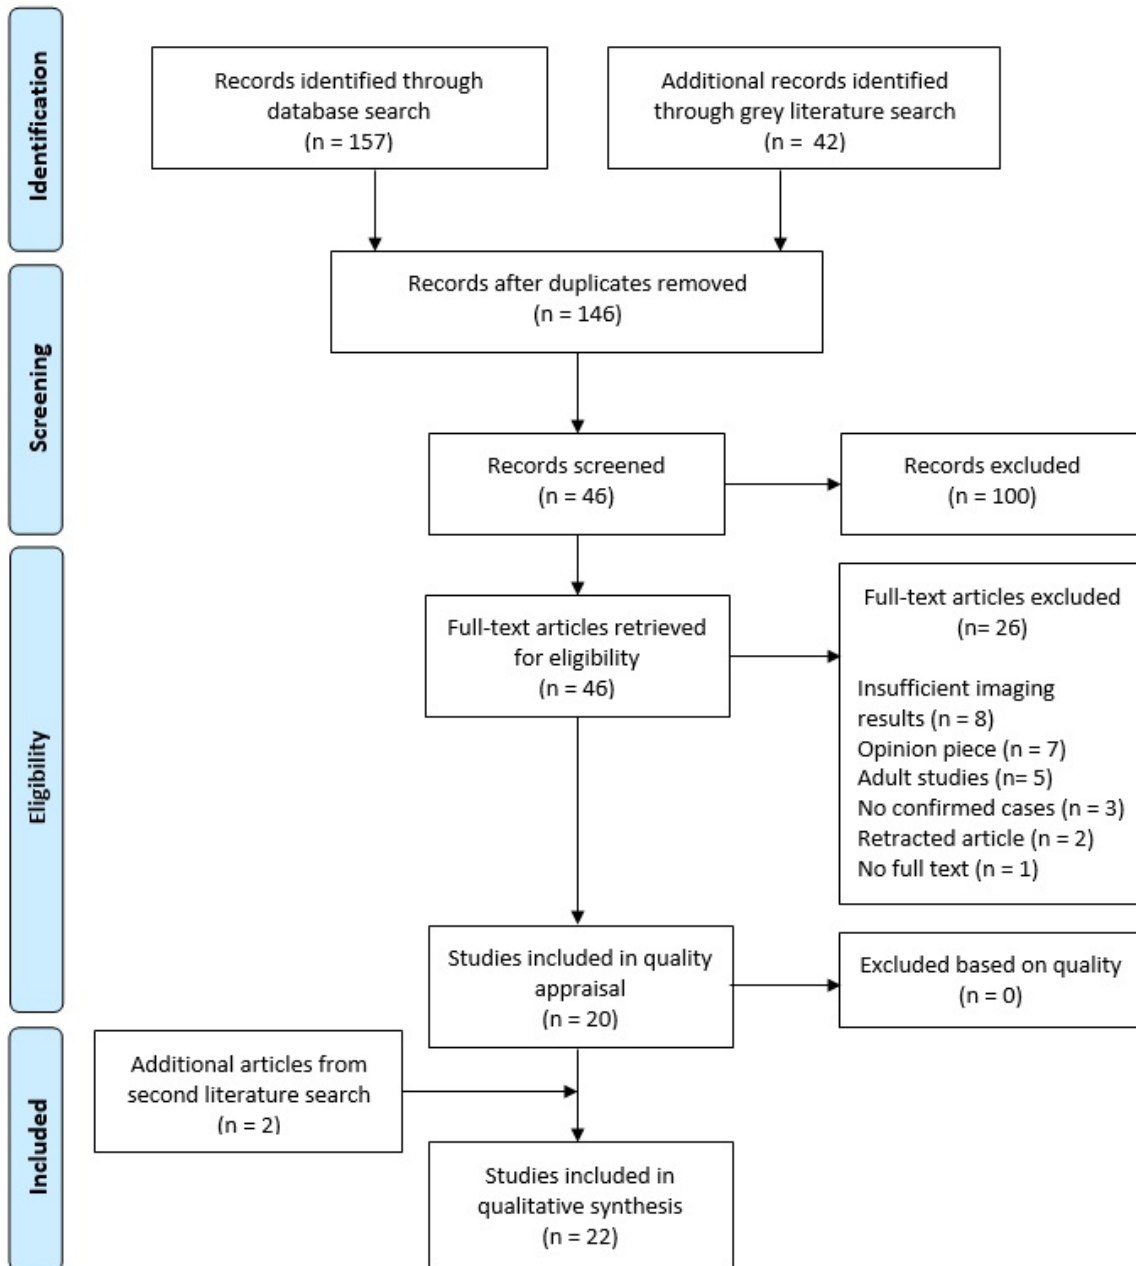 Identification
Records identified through
database search
(n = 157)
Additional records identified
through grey literature search
(n =  42)
Screening
Records after duplicates removed
(n = 146)
Records screened
(n = 46)
Records excluded
(n = 100)
Eligibility
Full-text articles retrieved
for eligibility
(n = 46)
Full-text articles excluded
(n= 26)
Insufficient imaging
results (n = 8)
Opinion piece (n = 7)
Adult studies (n= 5)
No confirmed cases (n = 3)
Retracted article (n = 2)
No full text (n = 1)
Studies included in quality
appraisal
(n = 20)
Excluded based on quality
(n = 0)
Included
Additional articles from
second literature search
(n = 2)
Studies included in
qualitative synthesis
(n = 22)